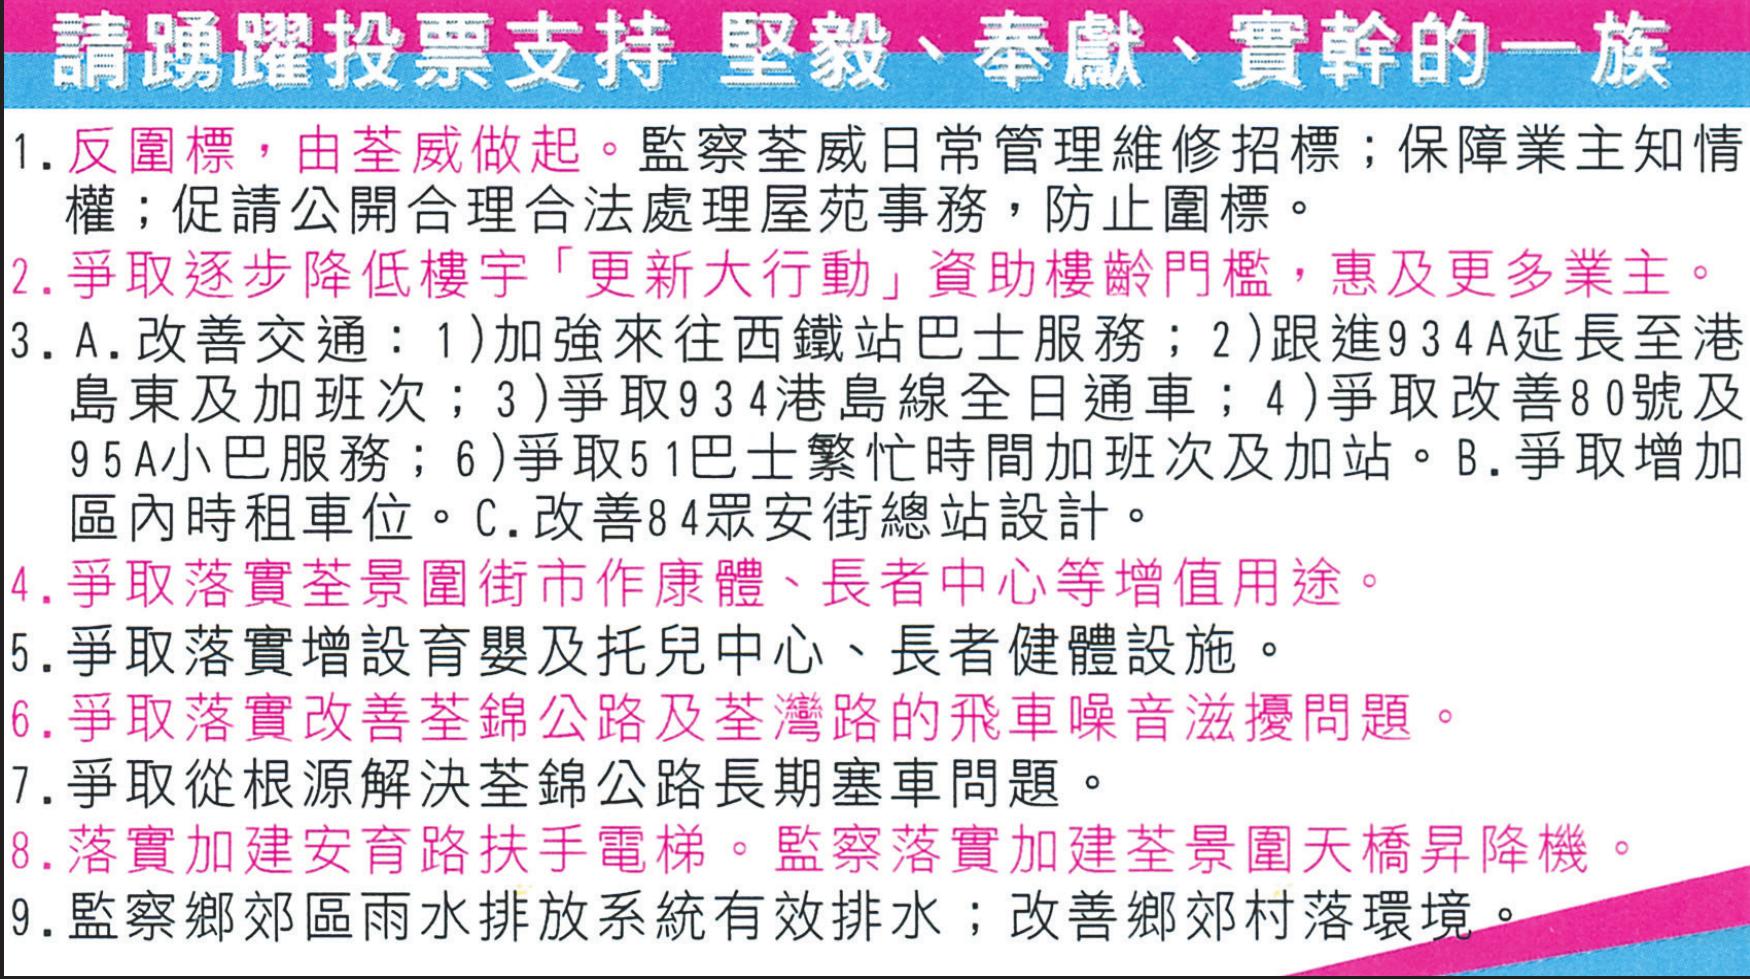 請踴躍投票支持 堅毅、奉獻、實幹的一族
1.反圍標，由荃威做起。監察荃威日常管理維修招標；保障業主知情
權；促請公開合理合法處理屋苑事務，防止圍標。
2.爭取逐步降低樓宇「更新大行動」資助樓齡門檻，惠及更多業主。
3.A.改善交通：1)加強來往西鐵站巴士服務；2)跟進934A延長至港
島東及加班次；3)爭取934港島線全日通車；4)爭取改善80號及
95A小巴服務；6)爭取51巴士繁忙時間加班次及加站。B.爭取增加
區內時租車位。C.改善84眾安街總站設計。
4.爭取落實荃景圍街市作康體、長者中心等增值用途。
5.爭取落實增設育嬰及托兒中心、長者健體設施。
6.爭取落實改善荃錦公路及荃灣路的飛車噪音滋擾問題。
7.爭取從根源解決荃錦公路長期塞車問題。
8.落實加建安育路扶手電梯。監察落實加建荃景圍天橋昇降機。
9.監察鄉郊區雨水排放系統有效排水；改善鄉郊村落環境。